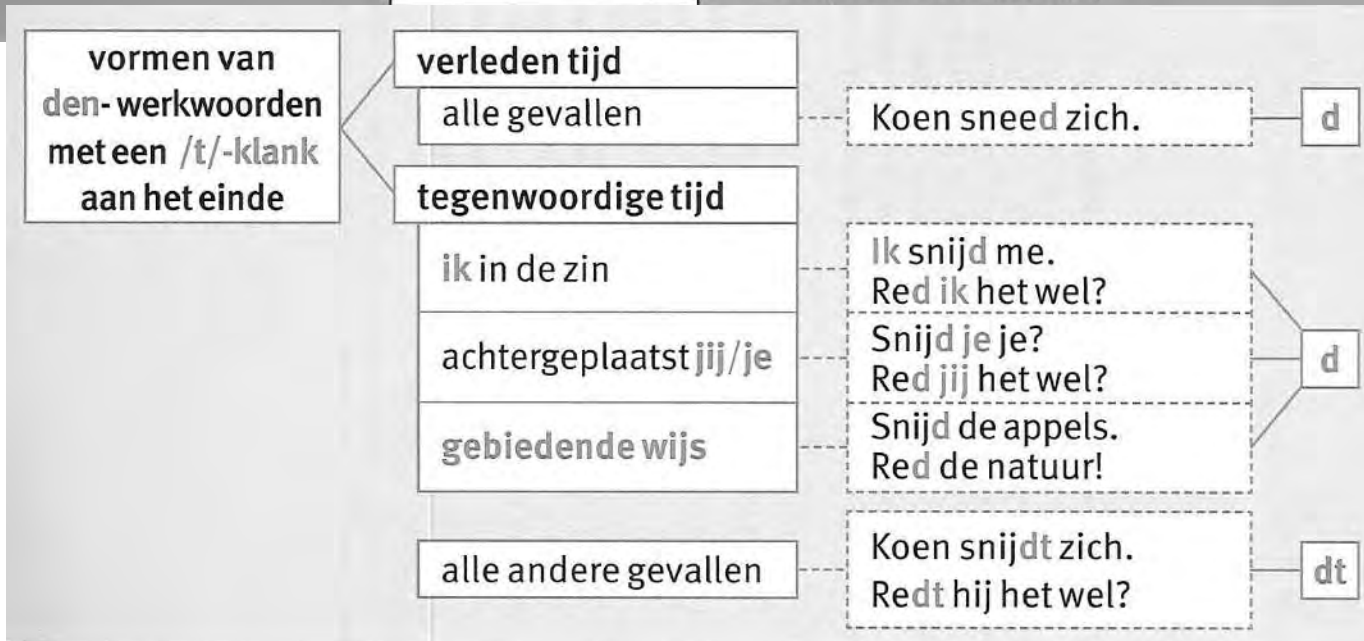 vormen van
den-werkwoorden
met een /t/-klank
aan het einde
verleden tijd
alle gevallen
Koen sneed zich.
d
tegenwoordige tijd
ik in de zin
Ik snijd me.
Red ik het wel?
achtergeplaatst jij/je
Snijd je je?
Red jij het wel?
d
gebiedende wijs
Snijd de appels.
Red de natuur!
alle andere gevallen
Koen snijdt zich.
Redt hij het wel?
dt